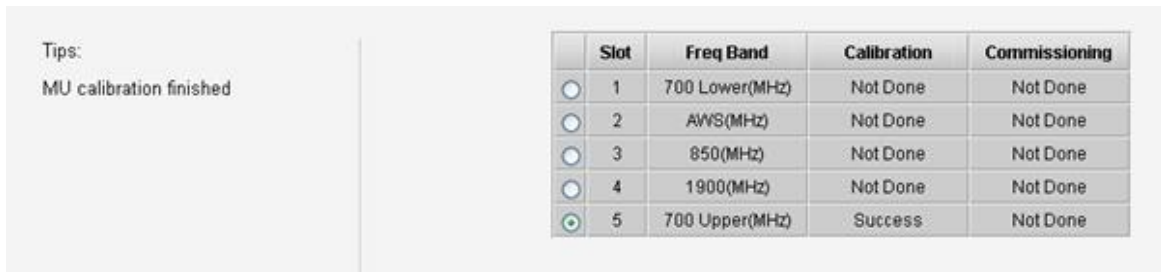 Tips:
MU calibration finished
Slot Freq Band Calibration Commissioning
1 700 Lower(MHz) Not Done Not Done
2 AWS(MHz) Not Done Not Done
3 850(MHz) Not Done Not Done
4 1900(MHz) Not Done Not Done
5 700 Upper(MHz) Success Not Done